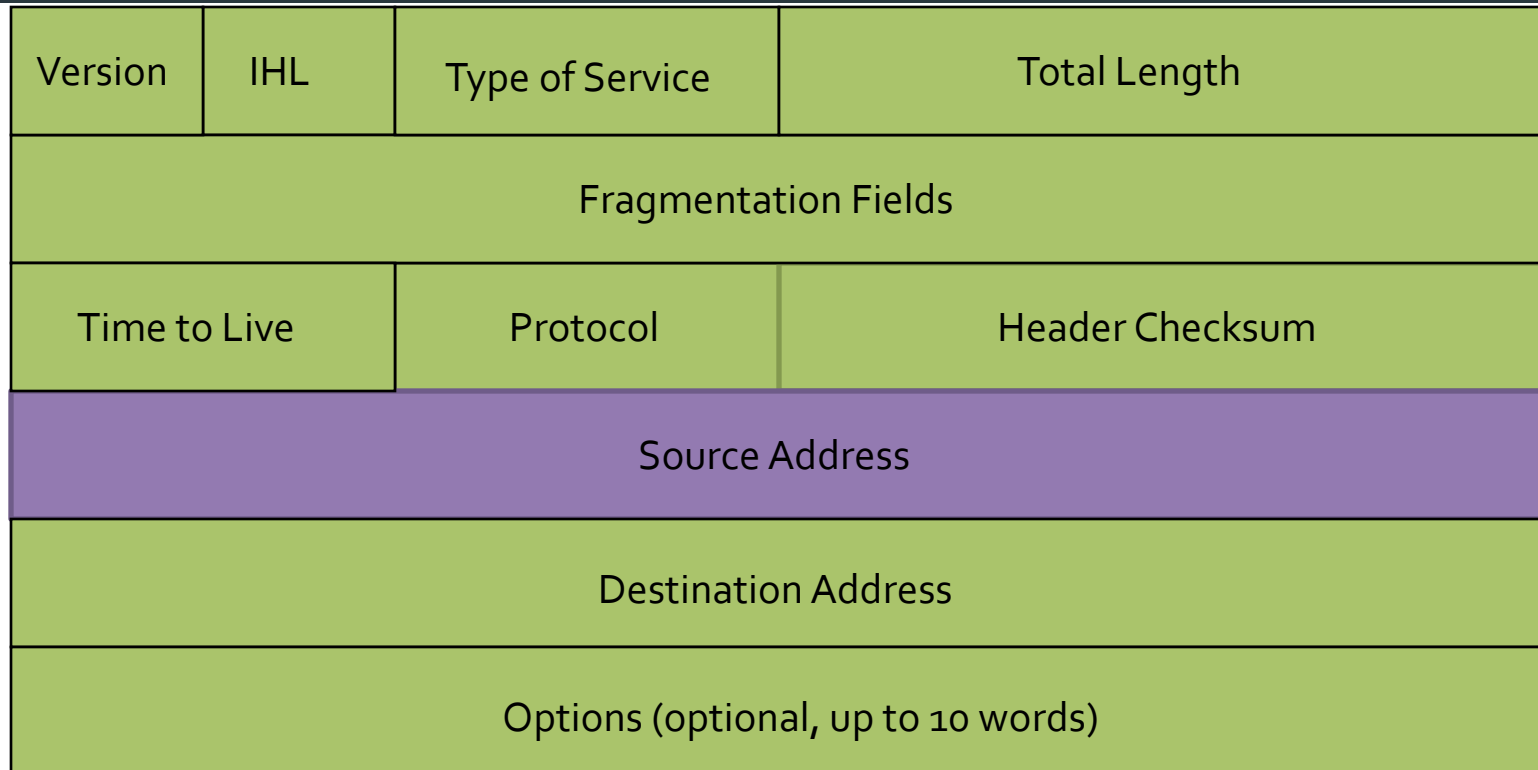 Version
IHL
Type of Service
Total Length
Fragmentation Fields
Time to Live
Protocol
Header Checksum
Source Address
Destination Address
Options (optional, up to 10 words)